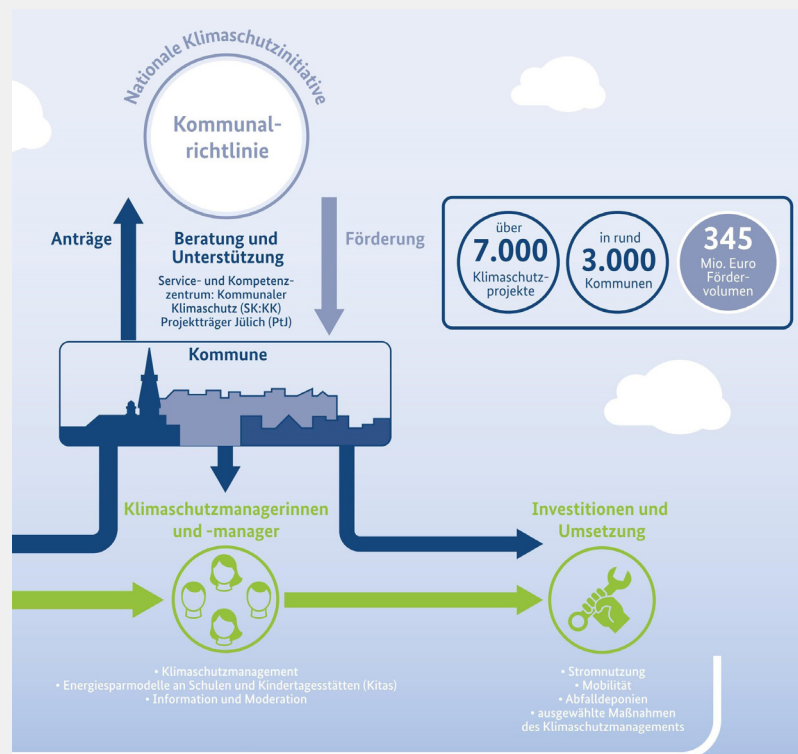 Nationale Klimaschutzinitiative
Kommunal-
richtlinie
Anträge
Beratung und
Unterstützung
Service- und Kompetenz-
zentrum: Kommunaler
Klimaschutz (SK:KK)
Projektträger Jülich (PtJ)
Förderung
über
7.000
Klimaschutz-
projekte
in rund
3.000
Kommunen
345
Mio. Euro
Förder-
volumen
Kommune
Klimaschutzmanagerinnen
und -manager
Investitionen und
Umsetzung
• Klimaschutzmanagement
• Energiesparmodelle an Schulen und Kindertagesstätten (Kitas)
• Information und Moderation
• Stromnutzung
• Mobilität
• Abfalldeponien
• ausgewählte Maßnahmen
des Klimaschutzmanagements